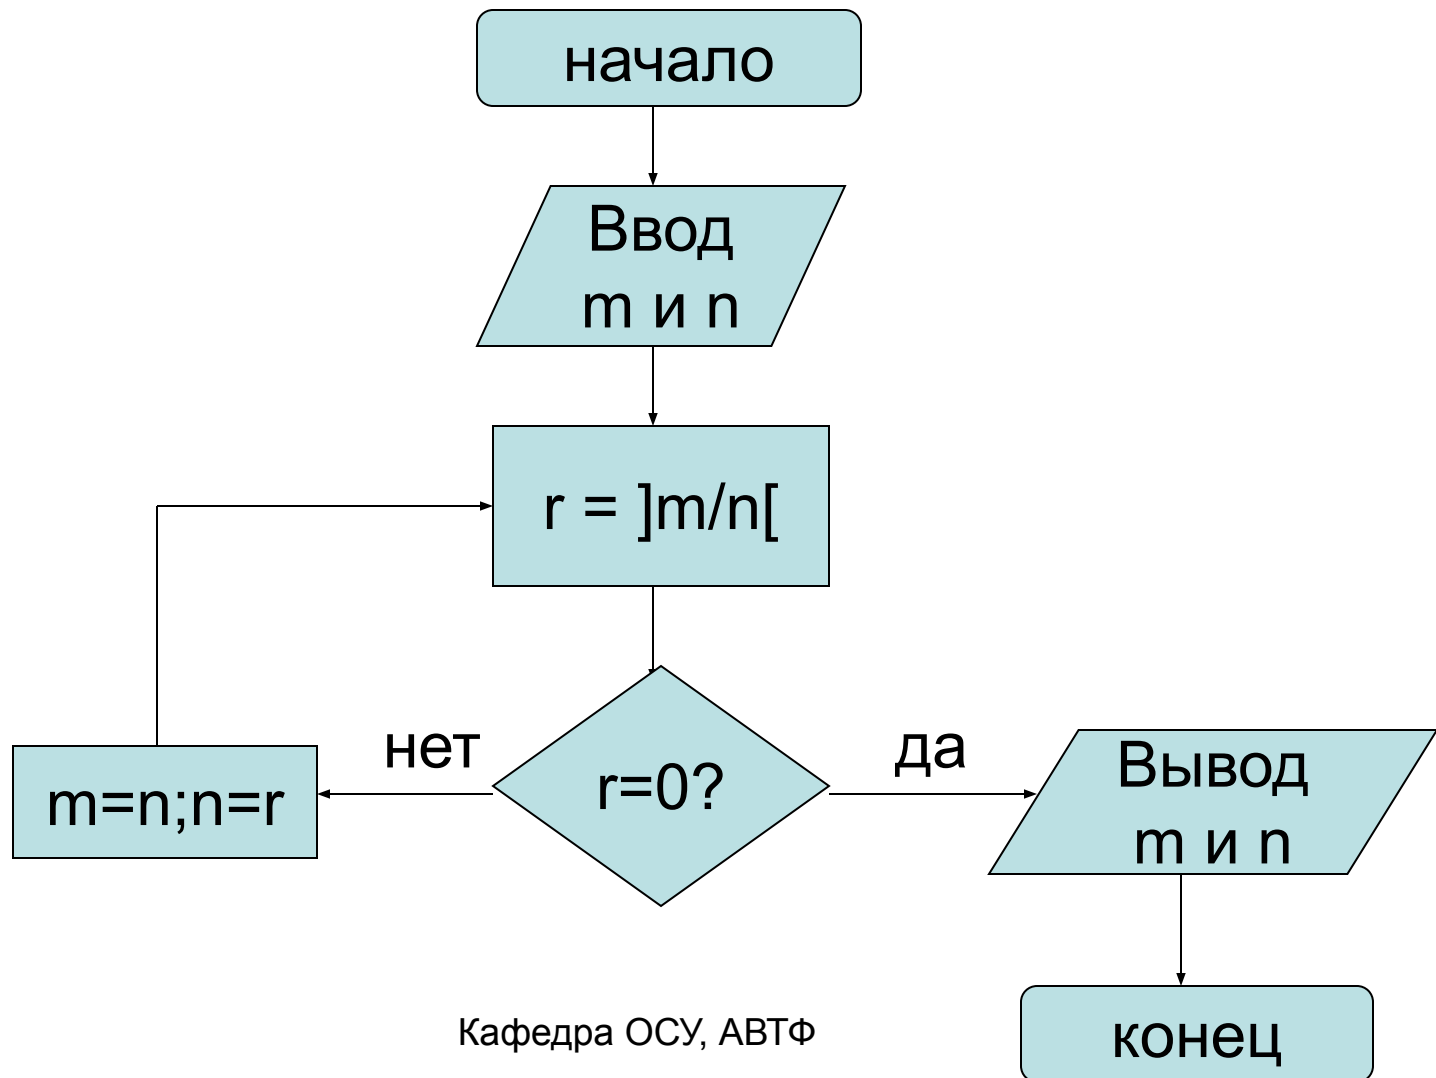 начало
Ввод
m и n
r = ]m/n[
r=0?
нет
да
m=n;n=r
Вывод
m и n
конец
Кафедра ОСУ, АВТФ